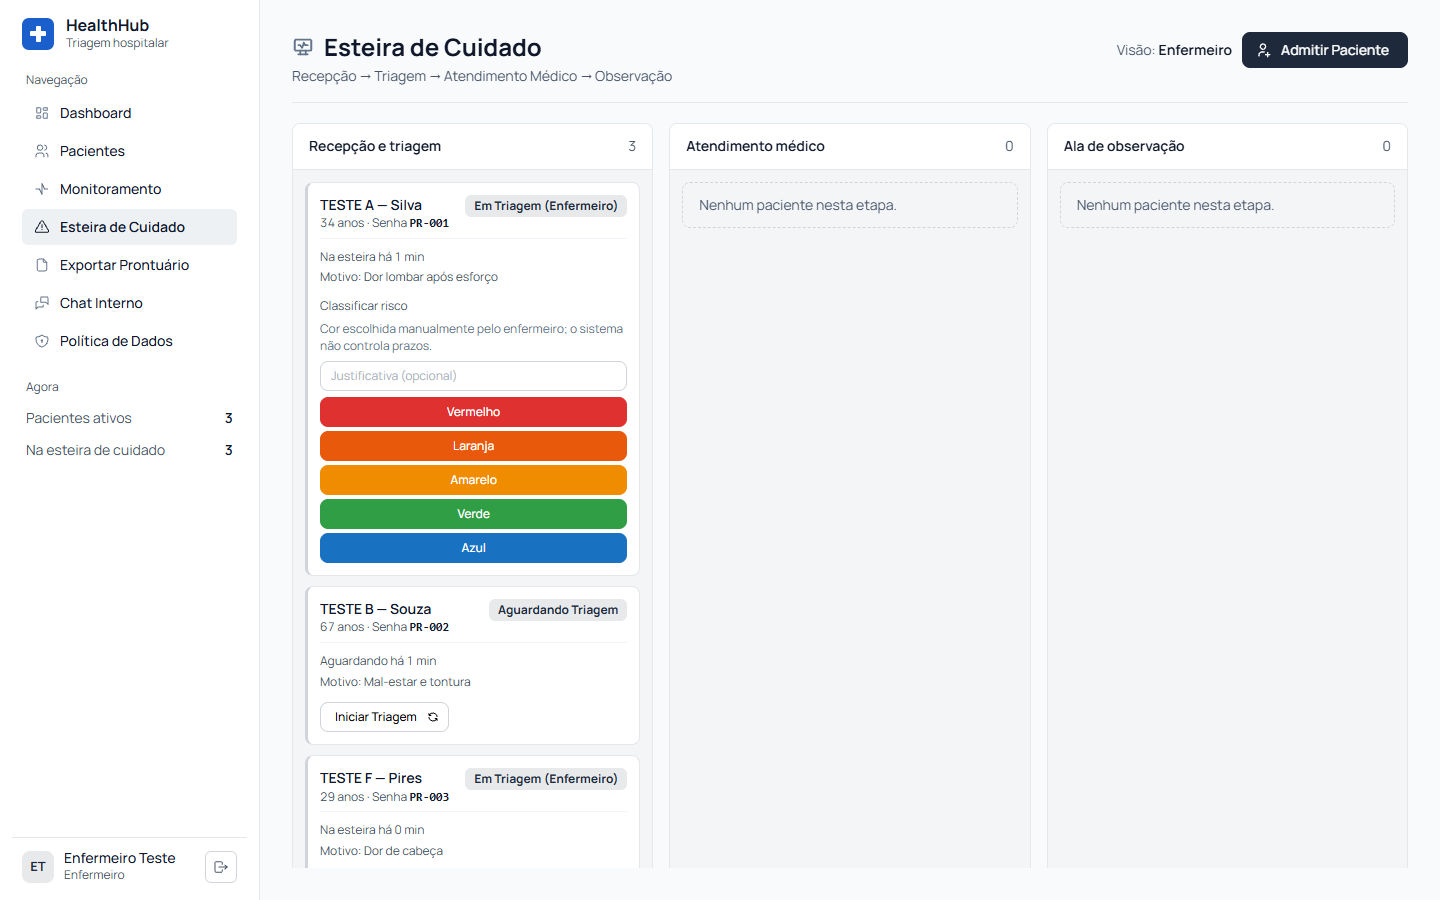 HealthHub
Triagem hospitalar
Navegação
Dashboard
Pacientes
Monitoramento
Esteira de Cuidado
Exportar Prontuário
Chat Interno
Política de Dados
Agora
Pacientes ativos 3
Na esteira de cuidado 3
ET
Enfermeiro Teste
Enfermeiro
Esteira de Cuidado
Recepção → Triagem → Atendimento Médico → Observação
Visão: Enfermeiro
Admitir Paciente
Recepção e triagem 3
TESTE A — Silva
Em Triagem (Enfermeiro)
34 anos · Senha PR-001
Na esteira há 1 min
Motivo: Dor lombar após esforço
Classificar risco
Cor escolhida manualmente pelo enfermeiro; o sistema
não controla prazos.
Justificativa (opcional)
Vermelho
Laranja
Amarelo
Verde
Azul
TESTE B — Souza
Aguardando Triagem
67 anos · Senha PR-002
Aguardando há 1 min
Motivo: Mal-estar e tontura
Iniciar Triagem
TESTE F — Pires
Em Triagem (Enfermeiro)
29 anos · Senha PR-003
Na esteira há 0 min
Motivo: Dor de cabeça
Atendimento médico 0
Nenhum paciente nesta etapa.
Ala de observação 0
Nenhum paciente nesta etapa.